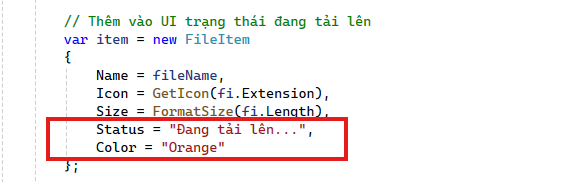 // Thêm vào UI trạng thái đang tải lên
var item = new FileItem
{
Name = fileName,
Icon = GetIcon(fi.Extension),
Size = FormatSize(fi.Length),
Status = "Đang tải lên...",
Color = "Orange"
};